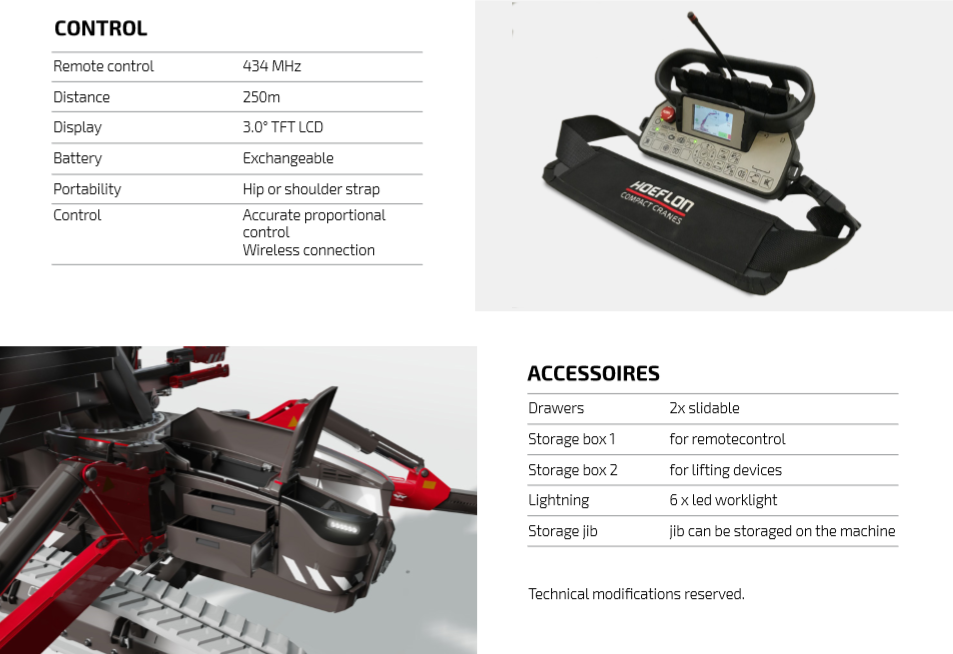 CONTROL
Remote control 434 MHz
Distance 250m
Display 3.0° TFT LCD
Battery Exchangeable
Portability Hip or shoulder strap
Control Accurate proportional
control
Wireless connection
HOEFLON
COMPACT CRANES
ACCESSOIRES
Drawers 2x slidable
Storage box 1 for remotecontrol
Storage box 2 for lifting devices
Lightning 6 x led worklight
Storage jib jib can be storaged on the machine
Technical modifications reserved.